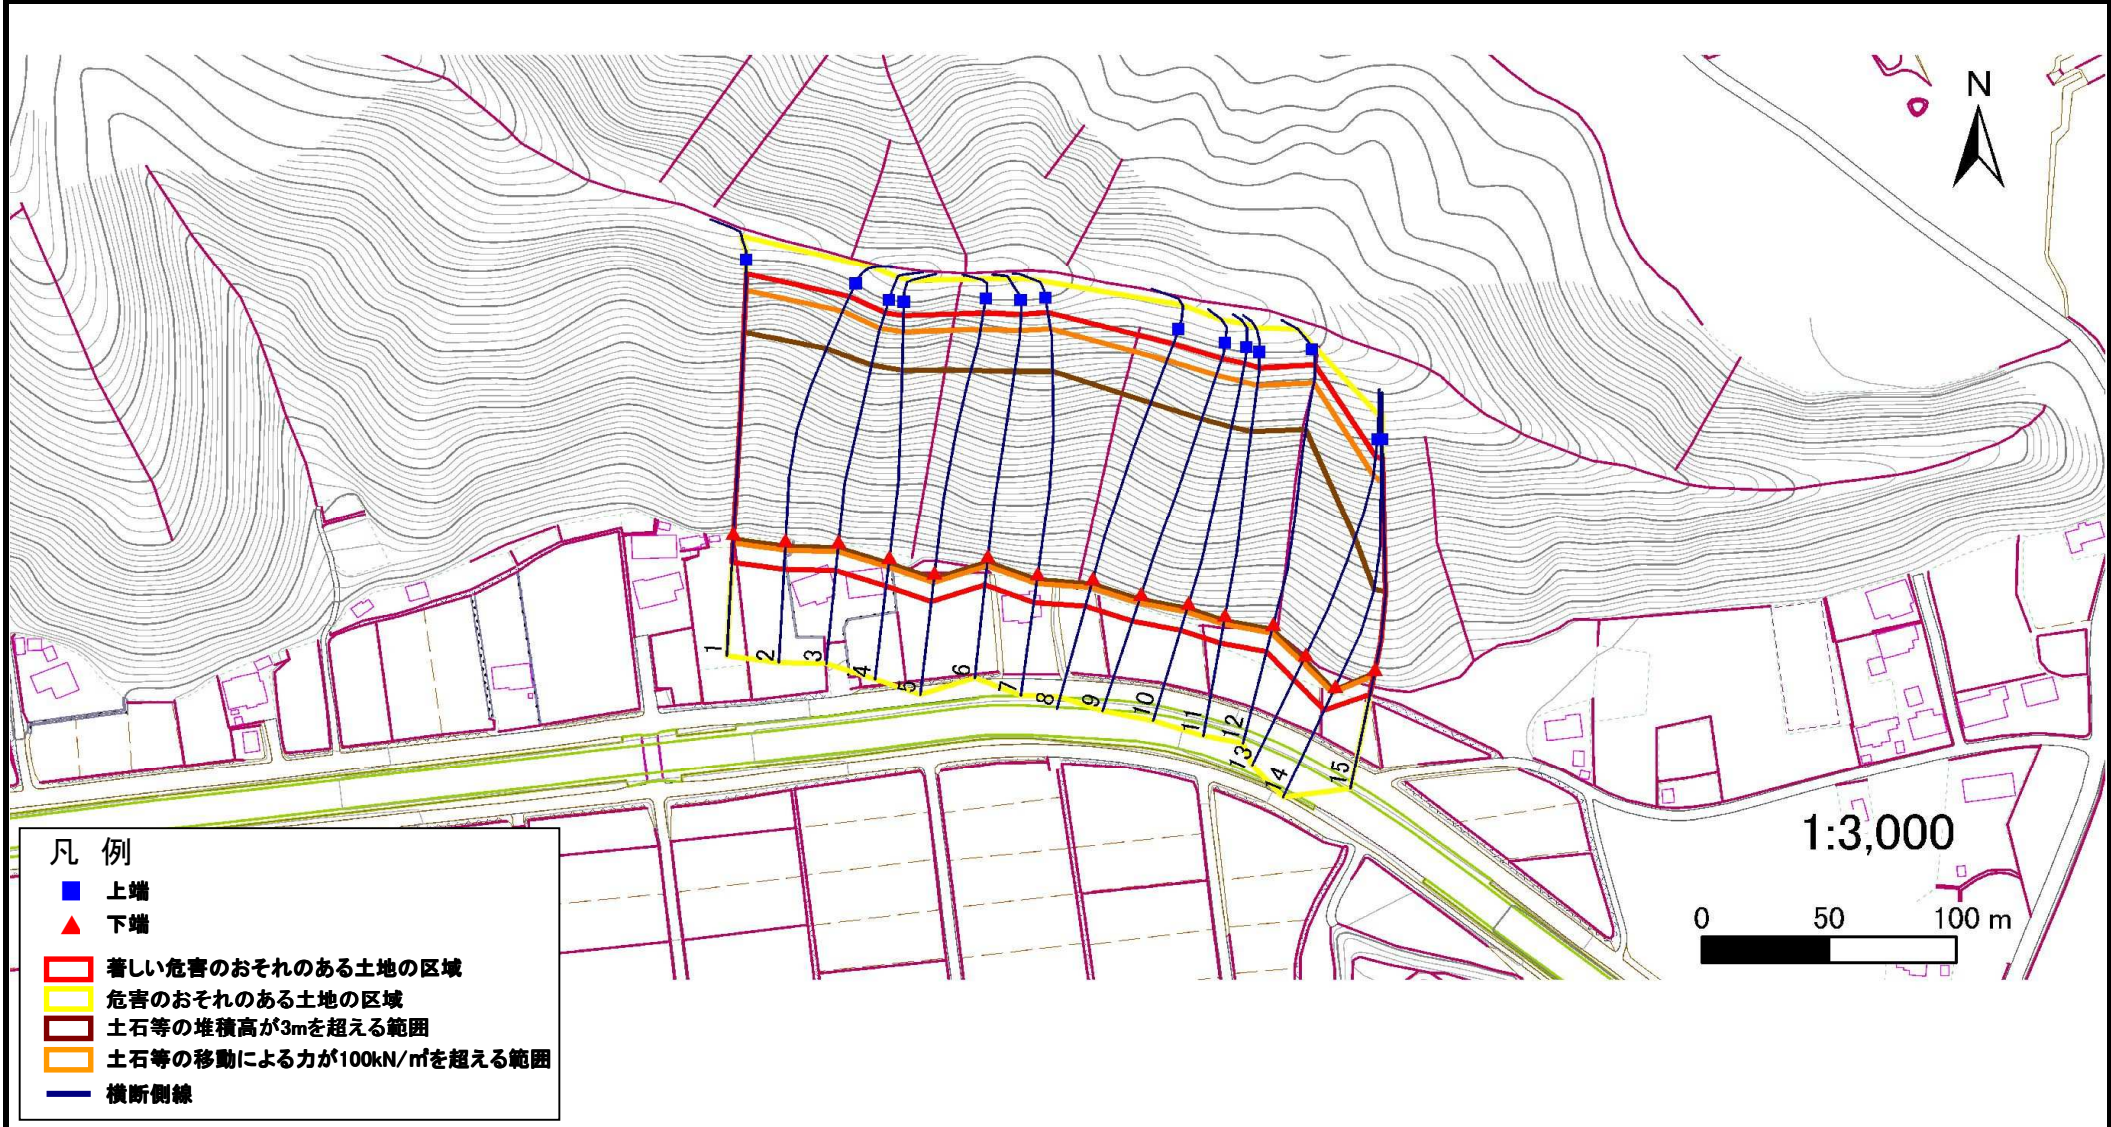 N
1
2
3
4
5
6
7
8
9
10
11
12
13
14
15
1:3,000
0 50 100 m
凡 例
上端
下端
著しい危害のおそれのある土地の区域
危害のおそれのある土地の区域
土石等の堆積高が3mを超える範囲
土石等の移動による力が100kN/㎡を超える範囲
横断側線